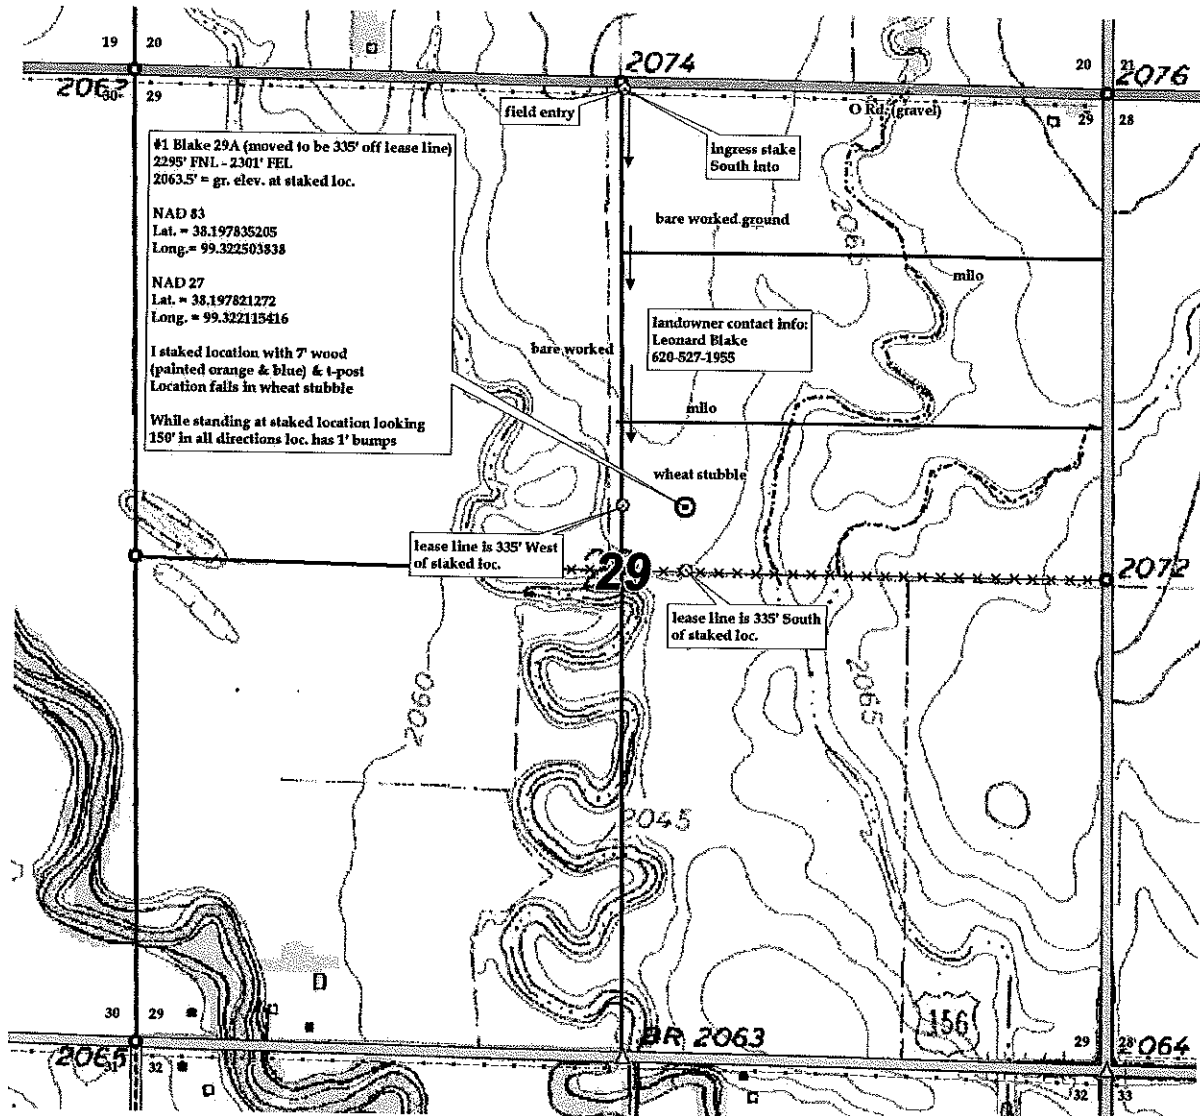 19 20
2074
20 21
2076
2067
30 29
field entry
O Rd. (gravel)
29 28
ingress stake
South into
#1 Blake 29A (moved to be 335' off lease line)
2295' FNL - 2301' FEL
2063.5' = gr. elev. at staked loc.
NAD 83
Lat. = 38.197835205
Long.= 99.322503838
NAD 27
Lat. = 38.197821272
Long. = 99.322115416
I staked location with 7' wood
(painted orange & blue) & t-post
Location falls in wheat stubble
While standing at staked location looking
150' in all directions loc. has 1' bumps
bare worked ground
2065
milo
landowner contact info:
Leonard Blake
620-527-1955
bare worked
milo
wheat stubble
lease line is 335' West
of staked loc.
29
2072
lease line is 335' South
of staked loc.
2060
2065
2045
30 29
156
BR 2063
29 28
2064
2065
31 32
32 33